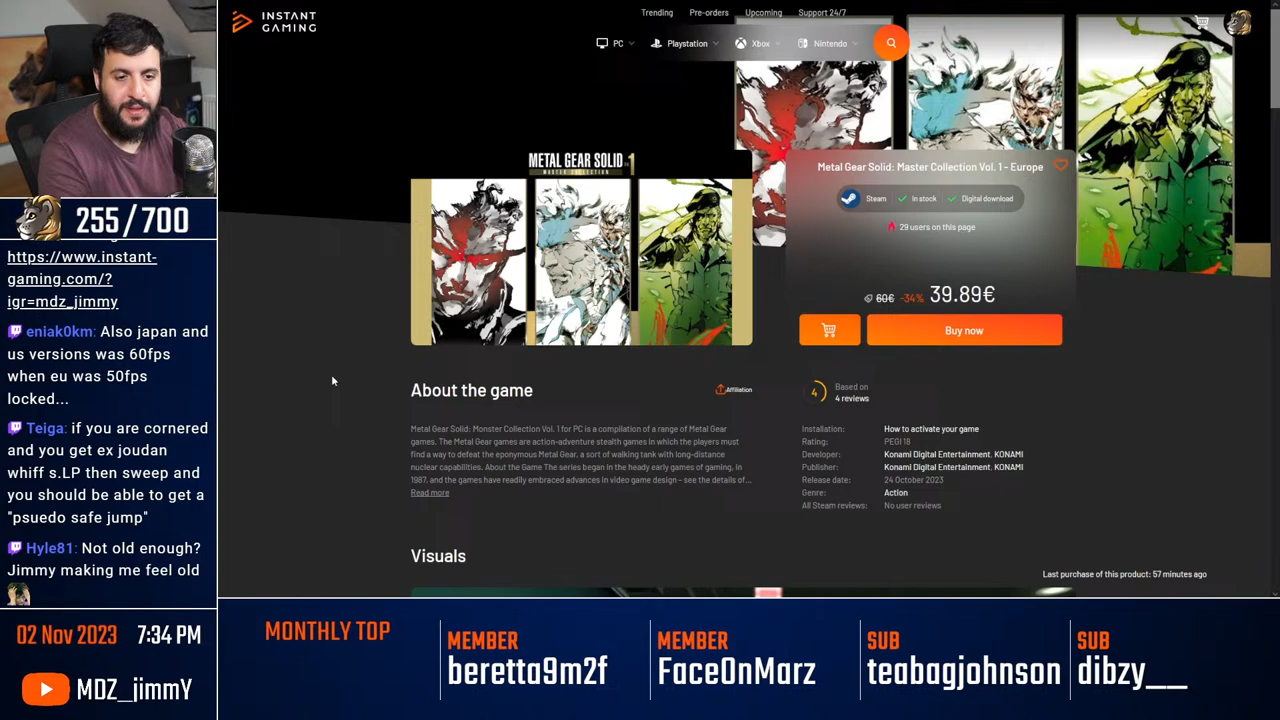 INSTANT
GAMING
Trending Pre-orders Upcoming Support 24/7
PC Playstation Xbox Nintendo
METAL GEAR SOLID 1
MASTER COLLECTION
Metal Gear Solid: Master Collection Vol. 1 - Europe
Steam In stock Digital download
29 users on this page
60€ -34% 39.89€
Buy now
About the game
Affiliation
Metal Gear Solid: Monster Collection Vol. 1 for PC is a compilation of a range of Metal Gear
games. The Metal Gear games are action-adventure stealth games in which the players must
find a way to defeat the eponymous Metal Gear, a sort of walking tank with long-distance
nuclear capabilities. About the Game The series began in the heady early games of gaming, in
1987, and the games have readily embraced advances in video game design – see the details of...
Read more
4
Based on
4 reviews
Installation: How to activate your game
Rating: PEGI 18
Developer: Konami Digital Entertainment, KONAMI
Publisher: Konami Digital Entertainment, KONAMI
Release date: 24 October 2023
Genre: Action
All Steam reviews: No user reviews
Visuals
Last purchase of this product: 57 minutes ago
255/700
https://www.instant-
gaming.com/?
igr=mdz_jimmy
eniak0km: Also japan and
us versions was 60fps
when eu was 50fps
locked...
Teiga: if you are cornered
and you get ex joudan
whiff s.LP then sweep and
you should be able to get a
"psuedo safe jump"
Hyle81: Not old enough?
Jimmy making me feel old
02 Nov 2023 7:34 PM
MDZ_jimmY
MONTHLY TOP
MEMBER
beretta9m2f
MEMBER
FaceOnMarz
SUB
teabagjohnson
SUB
dibzy__